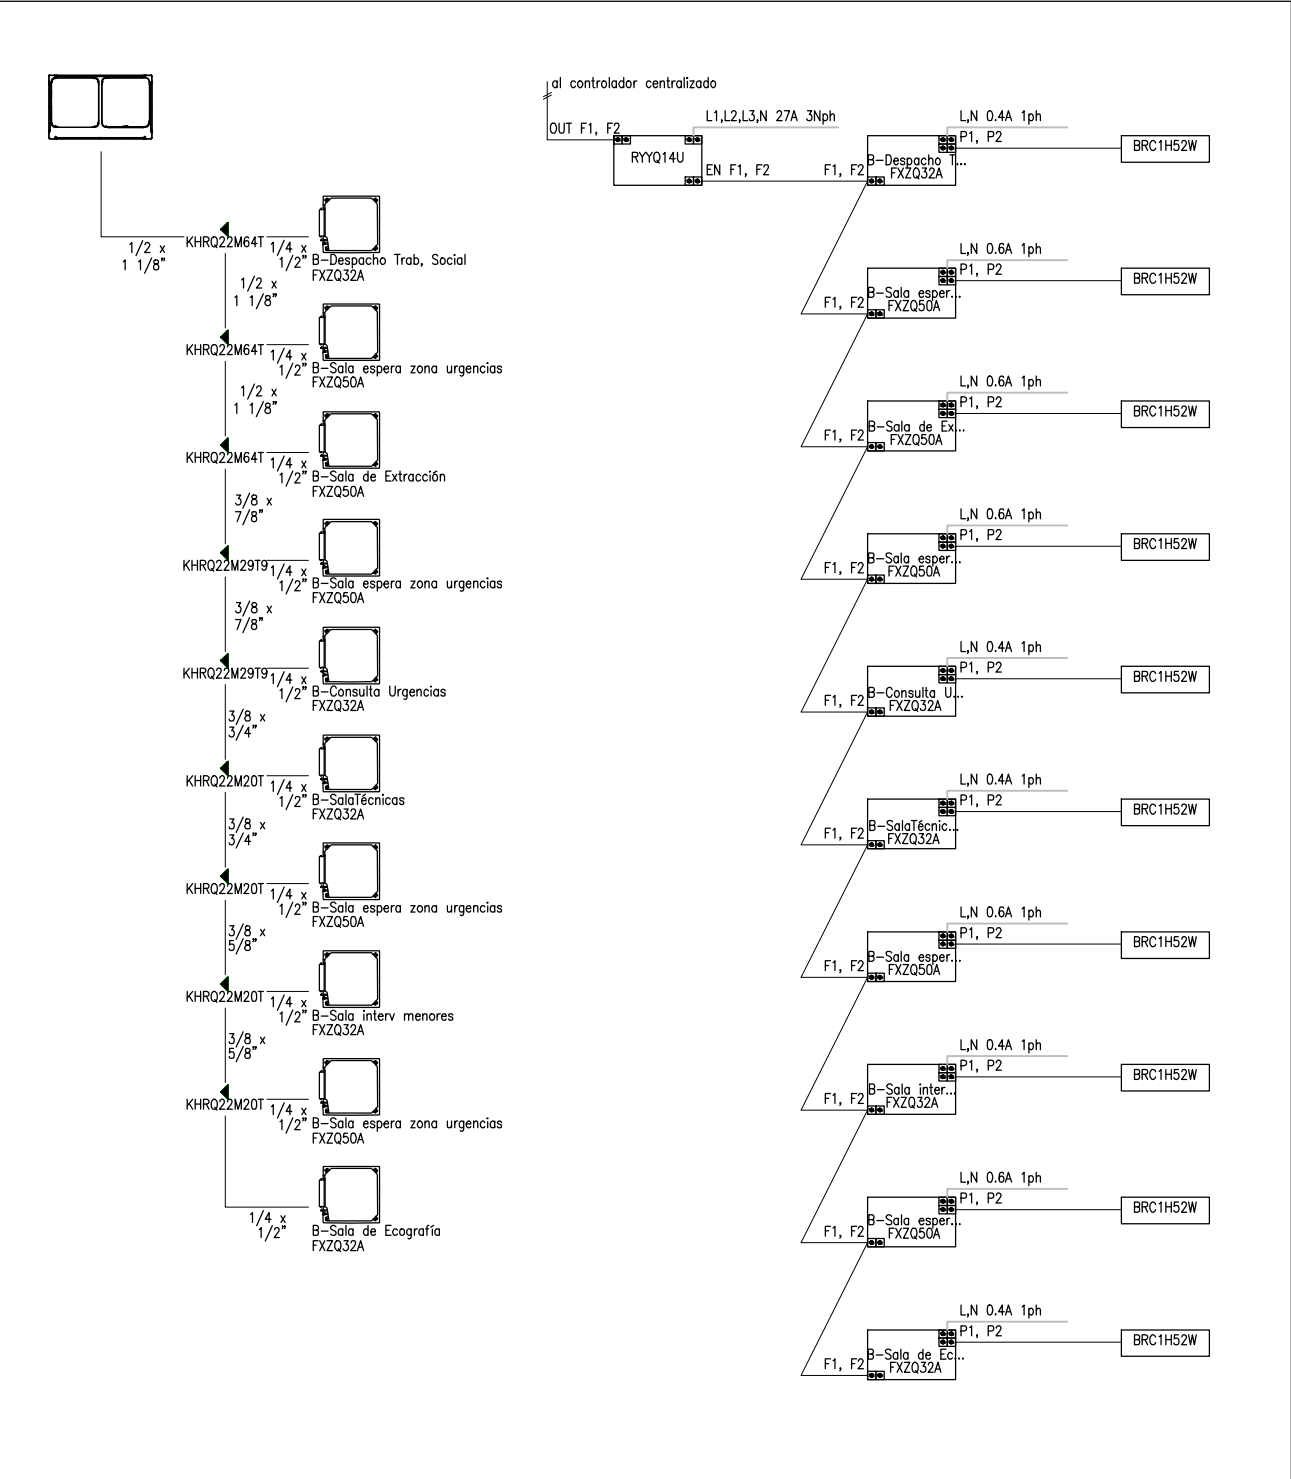 KHRQ22M64T
1/2 x
1 1/8"
1/4 x
1/2"
B-Despacho Trab, Social
FXZQ32A
1/2 x
1 1/8"
KHRQ22M64T
1/4 x
1/2"
B-Sala espera zona urgencias
FXZQ50A
1/2 x
1 1/8"
KHRQ22M64T
1/4 x
1/2"
B-Sala de Extracción
FXZQ50A
3/8 x
7/8"
KHRQ22M29T9
1/4 x
1/2"
B-Sala espera zona urgencias
FXZQ50A
3/8 x
7/8"
KHRQ22M29T9
1/4 x
1/2"
B-Consulta Urgencias
FXZQ32A
3/8 x
3/4"
KHRQ22M20T
1/4 x
1/2"
B-SalaTécnicas
FXZQ32A
3/8 x
3/4"
KHRQ22M20T
1/4 x
1/2"
B-Sala espera zona urgencias
FXZQ50A
3/8 x
5/8"
KHRQ22M20T
1/4 x
1/2"
B-Sala interv menores
FXZQ32A
3/8 x
5/8"
KHRQ22M20T
1/4 x
1/2"
B-Sala espera zona urgencias
FXZQ50A
1/4 x
1/2"
B-Sala de Ecografía
FXZQ32A
al controlador centralizado
OUT F1, F2
L1,L2,L3,N 27A 3Nph
RYYQ14U
EN F1, F2
F1, F2
L,N 0.4A 1ph
P1, P2
B-Despacho T...
FXZQ32A
BRC1H52W
L,N 0.6A 1ph
P1, P2
B-Sala esper...
FXZQ50A
F1, F2
BRC1H52W
L,N 0.6A 1ph
P1, P2
B-Sala de Ex...
FXZQ50A
F1, F2
BRC1H52W
L,N 0.6A 1ph
P1, P2
B-Sala esper...
FXZQ50A
F1, F2
BRC1H52W
L,N 0.4A 1ph
P1, P2
B-Consulta U...
FXZQ32A
F1, F2
BRC1H52W
L,N 0.4A 1ph
P1, P2
B-SalaTécnic...
FXZQ32A
F1, F2
BRC1H52W
L,N 0.6A 1ph
P1, P2
B-Sala esper...
FXZQ50A
F1, F2
BRC1H52W
L,N 0.4A 1ph
P1, P2
B-Sala inter...
FXZQ32A
F1, F2
BRC1H52W
L,N 0.6A 1ph
P1, P2
B-Sala esper...
FXZQ50A
F1, F2
BRC1H52W
L,N 0.4A 1ph
P1, P2
B-Sala de Ec...
FXZQ32A
F1, F2
BRC1H52W